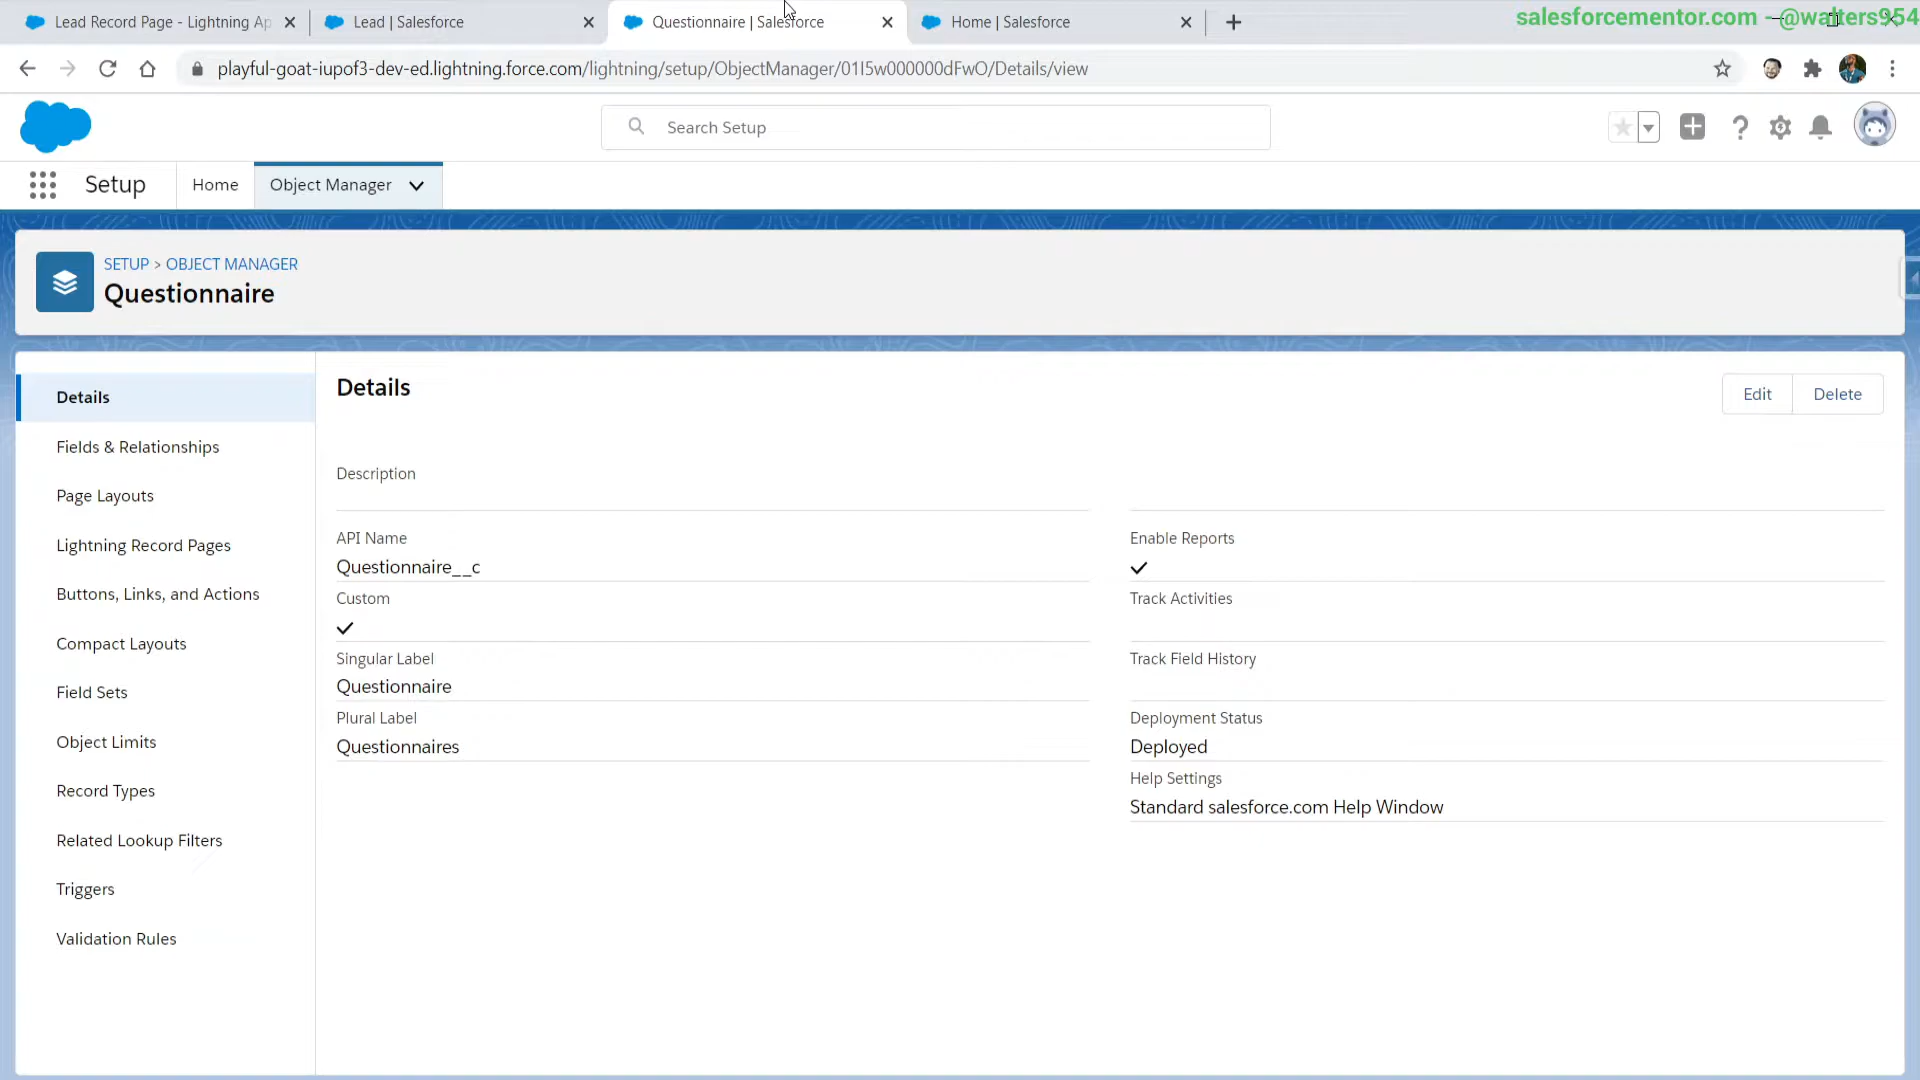 Lead Record Page - Lightning Ap
Lead | Salesforce
Questionnaire | Salesforce
Home | Salesforce
salesforcementor.com - @walters954
playful-goat-iupof3-dev-ed.lightning.force.com/lightning/setup/ObjectManager/01I5w000000dFwO/Details/view
Search Setup
Setup
Home
Object Manager
SETUP > OBJECT MANAGER
Questionnaire
Details
Fields & Relationships
Page Layouts
Lightning Record Pages
Buttons, Links, and Actions
Compact Layouts
Field Sets
Object Limits
Record Types
Related Lookup Filters
Triggers
Validation Rules
Details
Edit
Delete
Description
API Name
Questionnaire__c
Custom
Singular Label
Questionnaire
Plural Label
Questionnaires
Enable Reports
Track Activities
Track Field History
Deployment Status
Deployed
Help Settings
Standard salesforce.com Help Window